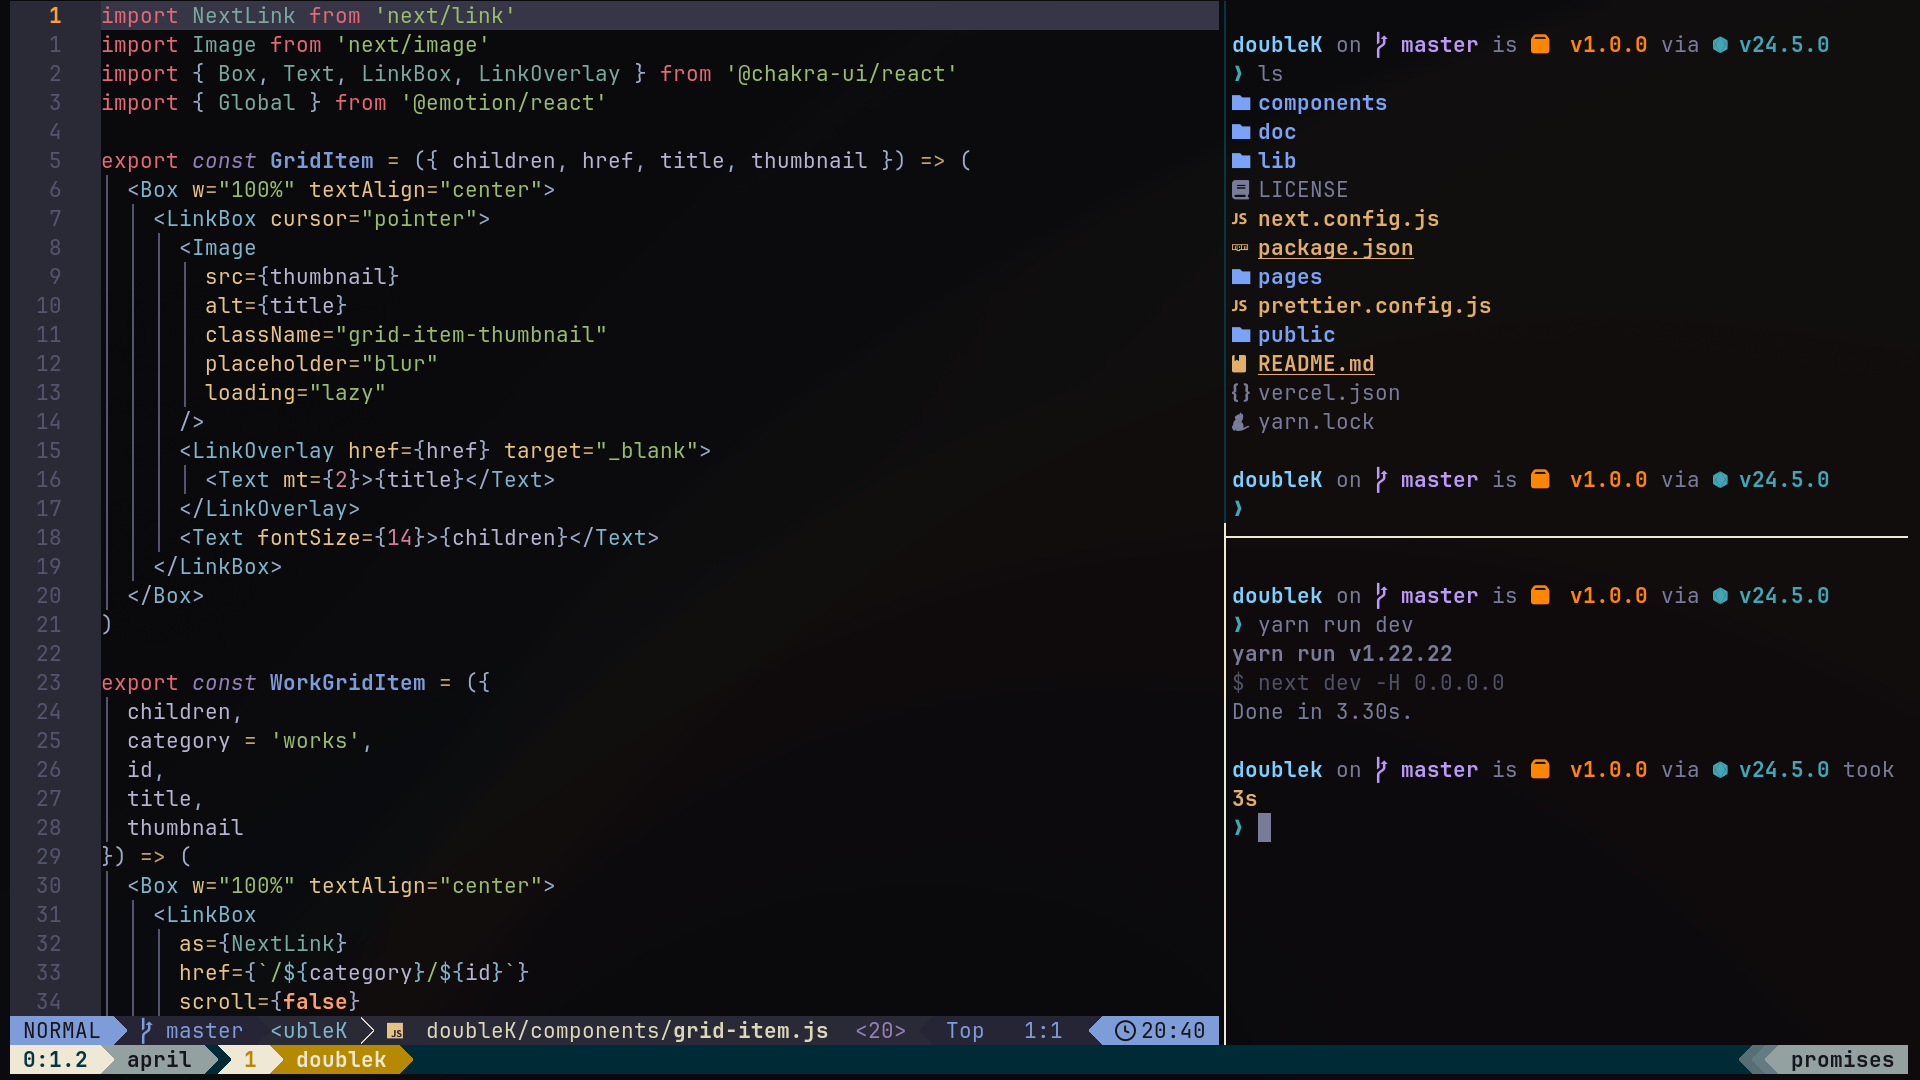 1 import NextLink from 'next/link'
1 import Image from 'next/image'
2 import { Box, Text, LinkBox, LinkOverlay } from '@chakra-ui/react'
3 import { Global } from '@emotion/react'
4
5 export const GridItem = ({ children, href, title, thumbnail }) => (
6 <Box w="100%" textAlign="center">
7 <LinkBox cursor="pointer">
8 <Image
9 src={thumbnail}
10 alt={title}
11 className="grid-item-thumbnail"
12 placeholder="blur"
13 loading="lazy"
14 />
15 <LinkOverlay href={href} target="_blank">
16 <Text mt={2}>{title}</Text>
17 </LinkOverlay>
18 <Text fontSize={14}>{children}</Text>
19 </LinkBox>
20 </Box>
21 )
22
23 export const WorkGridItem = ({
24 children,
25 category = 'works',
26 id,
27 title,
28 thumbnail
29 }) => (
30 <Box w="100%" textAlign="center">
31 <LinkBox
32 as={NextLink}
33 href={`/${category}/${id}`}
34 scroll={false}
NORMAL master <ubleK JS doubleK/components/grid-item.js <20> Top 1:1 20:40
doubleK on master is v1.0.0 via v24.5.0
❯ ls
components
doc
lib
LICENSE
JS next.config.js
npm package.json
pages
JS prettier.config.js
public
README.md
{} vercel.json
yarn.lock
doubleK on master is v1.0.0 via v24.5.0
❯
doublek on master is v1.0.0 via v24.5.0
❯ yarn run dev
yarn run v1.22.22
$ next dev -H 0.0.0.0
Done in 3.30s.
doublek on master is v1.0.0 via v24.5.0 took
3s
❯
0:1.2 april 1 doublek promises